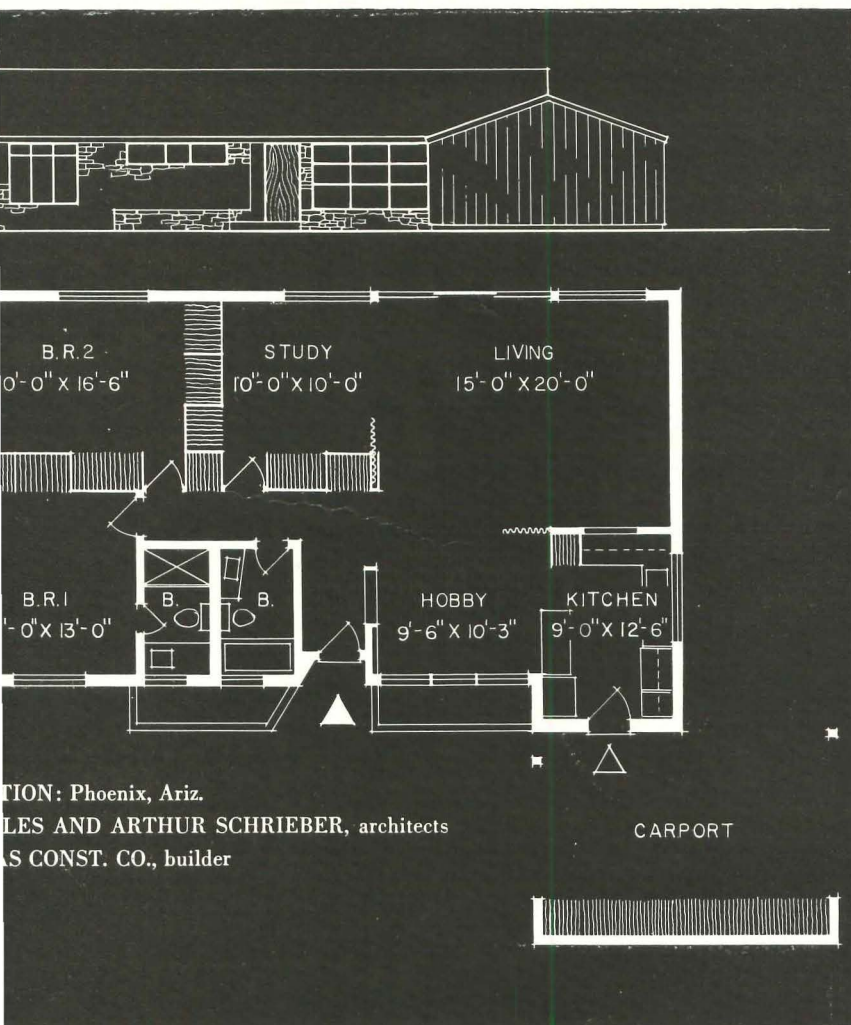 B.R.2
0'-0" X 16'-6"
STUDY
10'-0" X 10'-0"
LIVING
15'-0" X 20'-0"
B.R.1
'-0" X 13'-0"
B.
B.
HOBBY
9'-6" X 10'-3"
KITCHEN
9'-0" X 12'-6"
TION: Phoenix, Ariz.
LES AND ARTHUR SCHRIEBER, architects
AS CONST. CO., builder
CARPORT